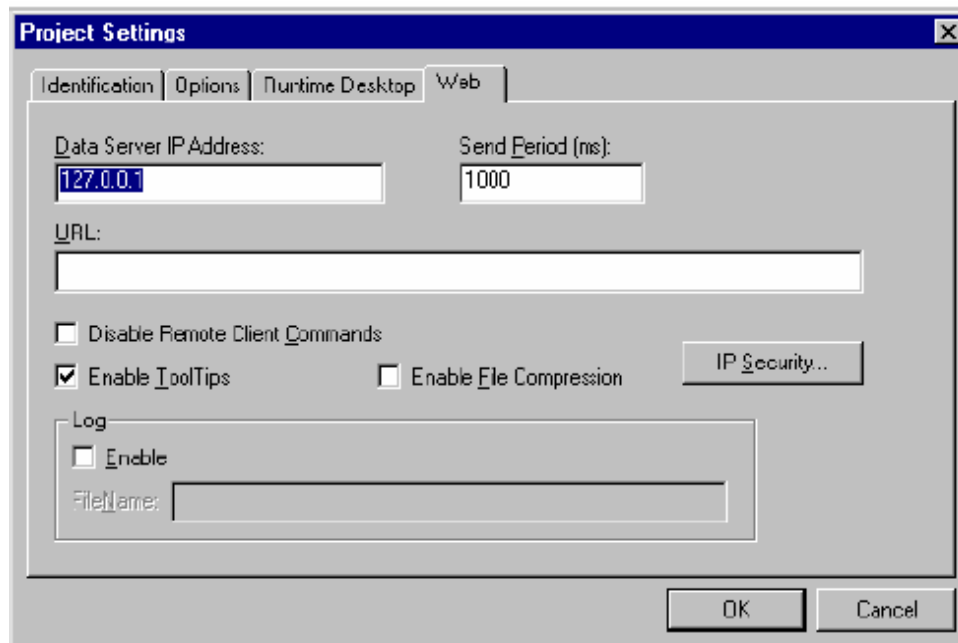 Project Settings
Identification Options Runtime Desktop Web
Data Server IP Address: Send Period (ms):
127.0.0.1 1000
URL:
Disable Remote Client Commands
Enable ToolTips Enable File Compression IP Security...
Log
Enable
FileName:
OK Cancel